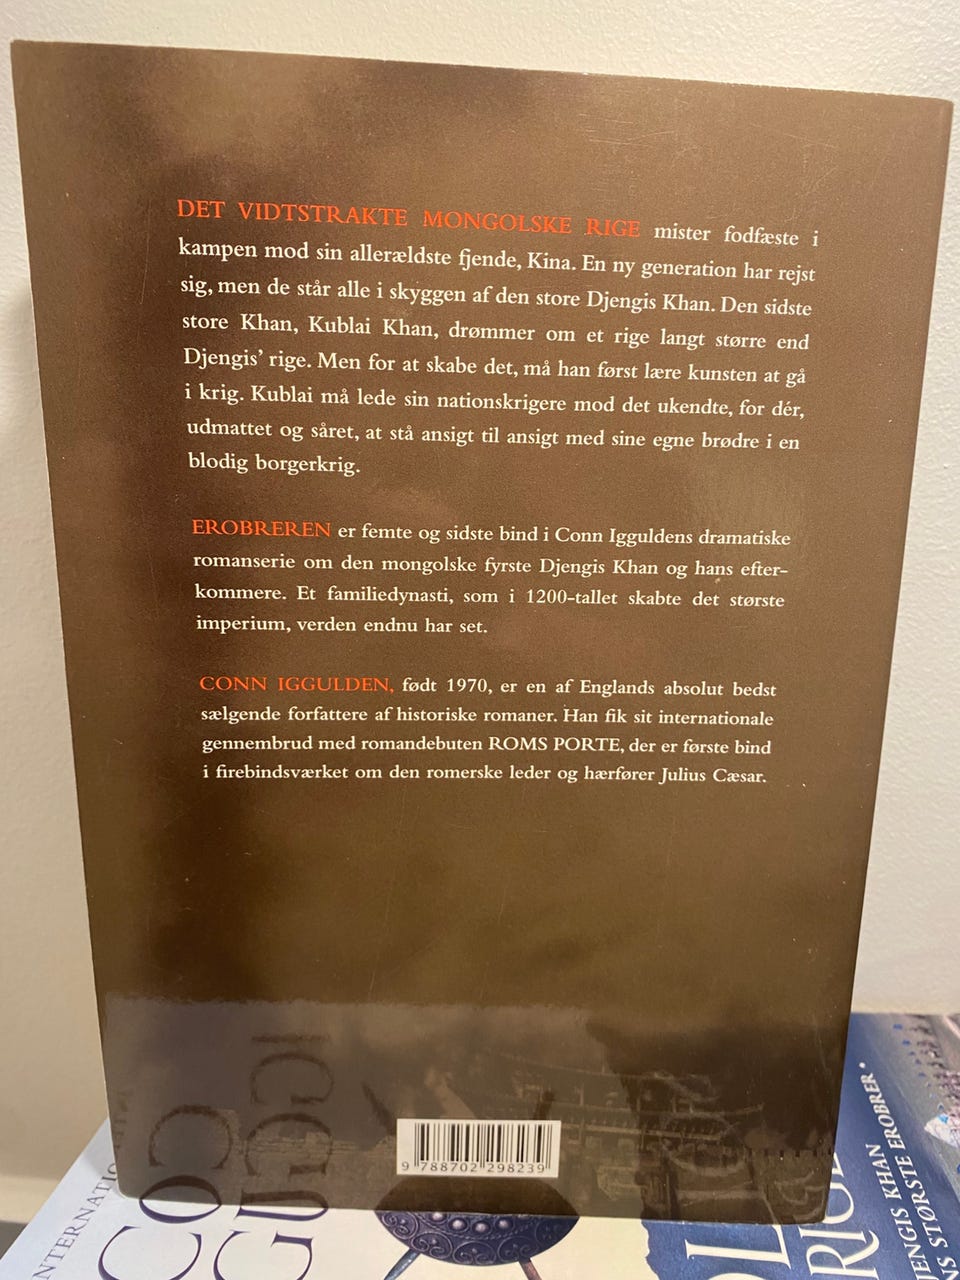 DET VIDTSTRAKTE MONGOLSKE RIGE mister fodfæste i
kampen mod sin allerældste fjende, Kina. En ny generation har rejst
sig, men de står alle i skyggen af den store Djengis Khan. Den sidste
store Khan, Kublai Khan, drømmer om et rige langt større end
Djengis’ rige. Men for at skabe det, må han først lære kunsten at gå
i krig. Kublai må lede sin nationskrigere mod det ukendte, for dér,
udmattet og såret, at stå ansigt til ansigt med sine egne brødre i en
blodig borgerkrig.
EROBREREN er femte og sidste bind i Conn Igguldens dramatiske
romanserie om den mongolske fyrste Djengis Khan og hans efter-
kommere. Et familiedynasti, som i 1200-tallet skabte det største
imperium, verden endnu har set.
CONN IGGULDEN, født 1970, er en af Englands absolut bedst
sælgende forfattere af historiske romaner. Han fik sit internationale
gennembrud med romandebuten ROMS PORTE, der er første bind
i firebindsværket om den romerske leder og hærfører Julius Cæsar.
9 788702 298239
INTERNATIO
CO
GU
ENGIS KHAN
NS STØRSTE EROBRER •